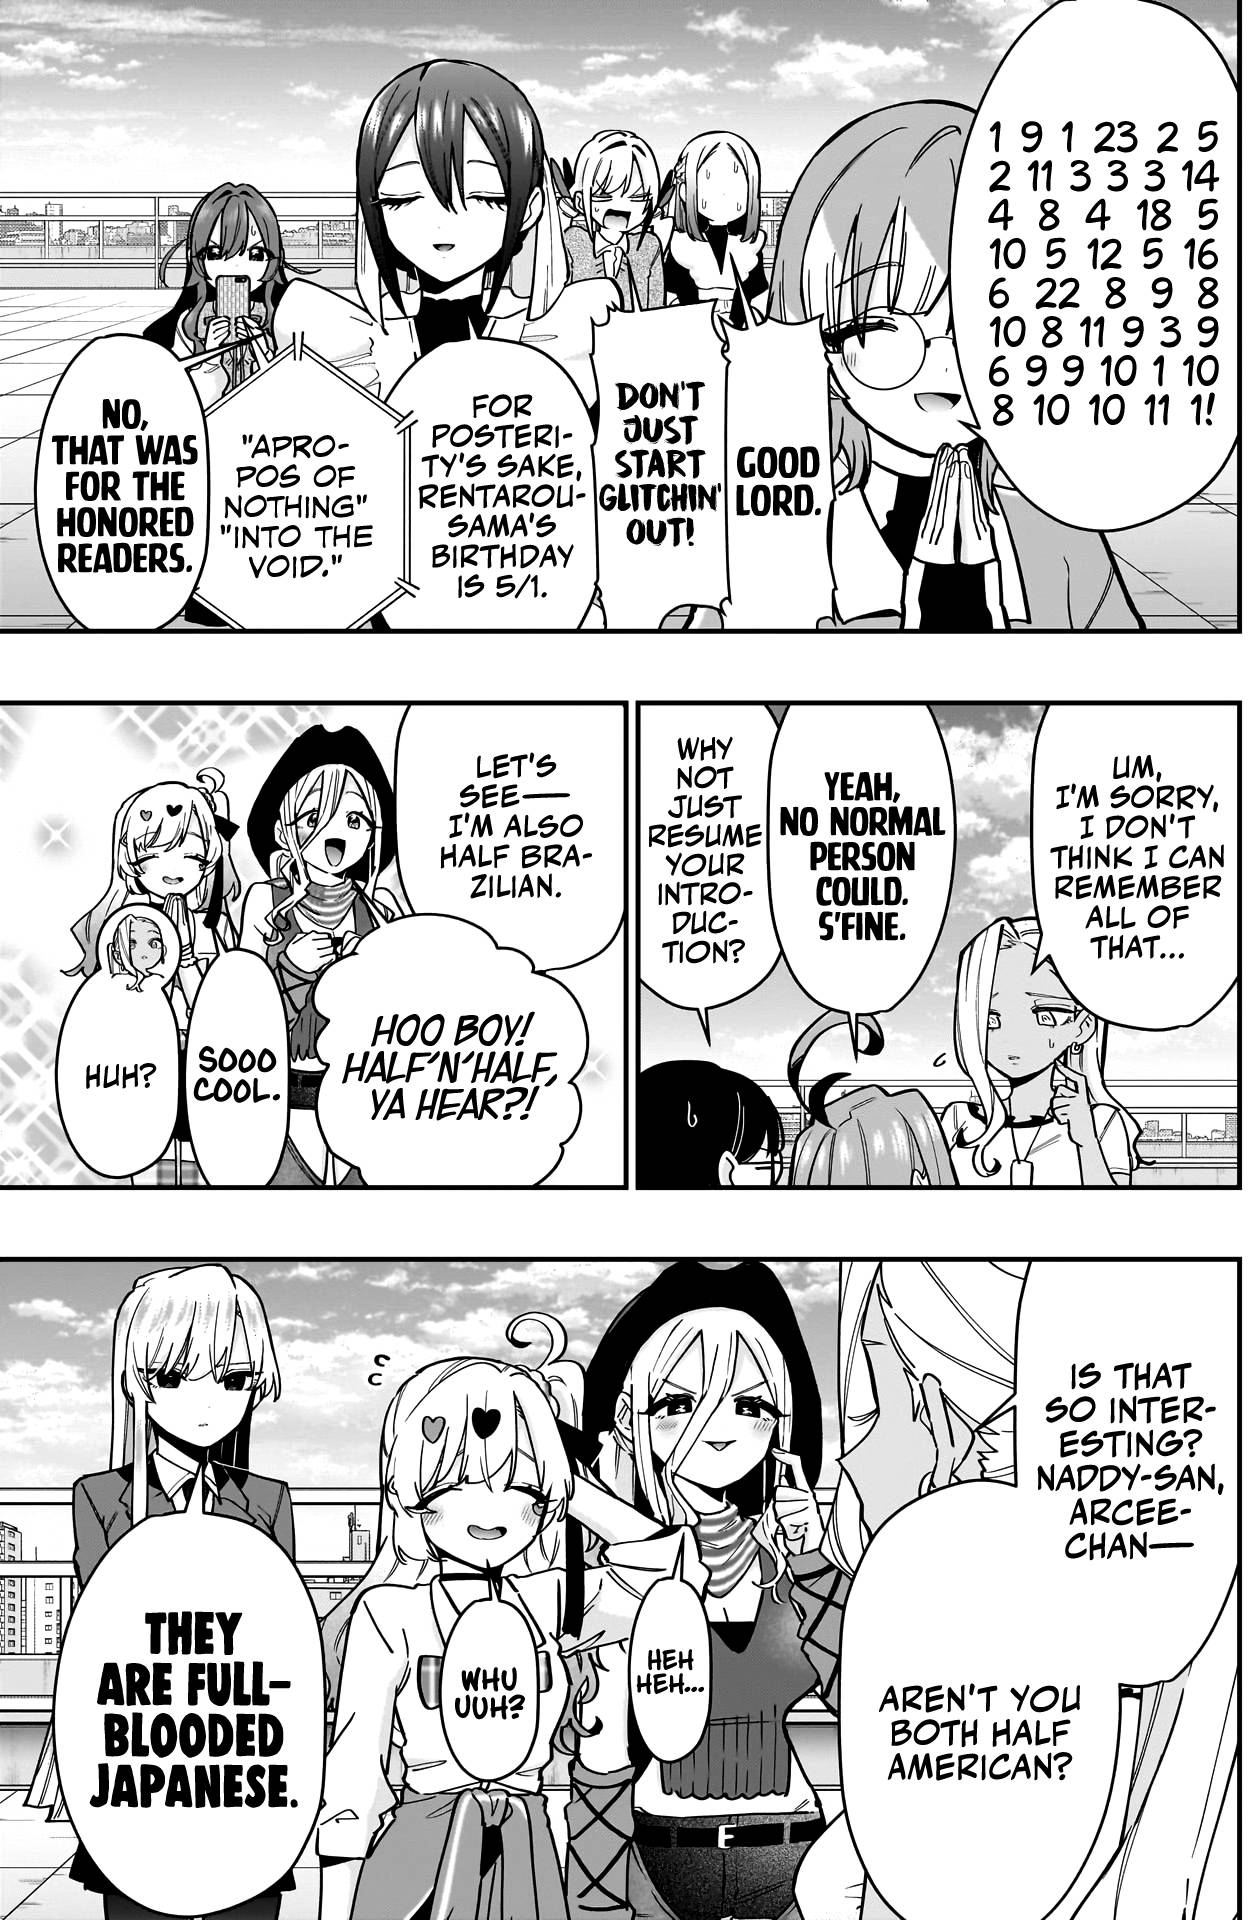 1 9 1 23 2 5
2 11 3 3 3 14
4 8 4 18 5
10 5 12 5 16
6 22 8 9 8
10 8 11 9 3 9
6 9 9 10 1 10
8 10 10 11 1!
GOOD
LORD.
DON'T
JUST
START
GLITCHIN'
OUT!
FOR
POSTERI-
TY'S SAKE,
RENTAROU-
SAMA'S
BIRTHDAY
IS 5/1.
"APRO-
POS OF
NOTHING"
"INTO THE
VOID."
NO,
THAT WAS
FOR THE
HONORED
READERS.
UM,
I'M SORRY,
I DON'T
THINK I CAN
REMEMBER
ALL OF
THAT...
YEAH,
NO NORMAL
PERSON
COULD.
S'FINE.
WHY
NOT
JUST
RESUME
YOUR
INTRO-
DUC-
TION?
LET'S
SEE——
I'M ALSO
HALF BRA-
ZILIAN.
HOO BOY!
HALF'N'HALF,
YA HEAR?!
SOOO
COOL.
HUH?
IS THAT
SO INTER-
ESTING?
NADDY-SAN,
ARCEE-
CHAN——
AREN'T YOU
BOTH HALF
AMERICAN?
HEH
HEH...
WHU
UUH?
THEY
ARE FULL-
BLOODED
JAPANESE.
E